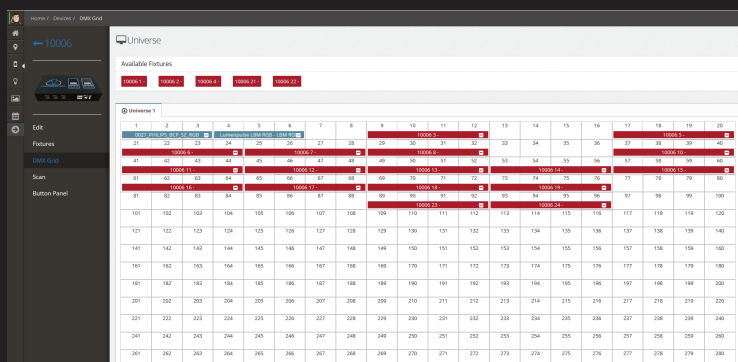 Home / Devices / DMX Grid
10006
Edit
Fixtures
DMX Grid
Scan
Button Panel
Universe
Available Fixtures
10006 1 - 10006 2 - 10006 4 - 10006 21 - 10006 22 -
Universe 1
1 2 3 4 5 6 7 8 9 10 11 12 13 14 15 16 17 18 19 20
0027_PHILIPS_BCP_SZ_RGB Lumenpulse LBM RGB - LBM RG 10006 3 - 10006 5 -
21 22 23 24 25 26 27 28 29 30 31 32 33 34 35 36 37 38 39 40
10006 6 - 10006 7 - 10006 8 - 10006 10 -
41 42 43 44 45 46 47 48 49 50 51 52 53 54 55 56 57 58 59 60
10006 11 - 10006 12 - 10006 13 - 10006 14 - 10006 15 -
61 62 63 64 65 66 67 68 69 70 71 72 73 74 75 76 77 78 79 80
10006 16 - 10006 17 - 10006 18 - 10006 19 -
81 82 83 84 85 86 87 88 89 90 91 92 93 94 95 96 97 98 99 100
10006 23 - 10006 24 -
101 102 103 104 105 106 107 108 109 110 111 112 113 114 115 116 117 118 119 120
121 122 123 124 125 126 127 128 129 130 131 132 133 134 135 136 137 138 139 140
141 142 143 144 145 146 147 148 149 150 151 152 153 154 155 156 157 158 159 160
161 162 163 164 165 166 167 168 169 170 171 172 173 174 175 176 177 178 179 180
181 182 183 184 185 186 187 188 189 190 191 192 193 194 195 196 197 198 199 200
201 202 203 204 205 206 207 208 209 210 211 212 213 214 215 216 217 218 219 220
221 222 223 224 225 226 227 228 229 230 231 232 233 234 235 236 237 238 239 240
241 242 243 244 245 246 247 248 249 250 251 252 253 254 255 256 257 258 259 260
261 262 263 264 265 266 267 268 269 270 271 272 273 274 275 276 277 278 279 280